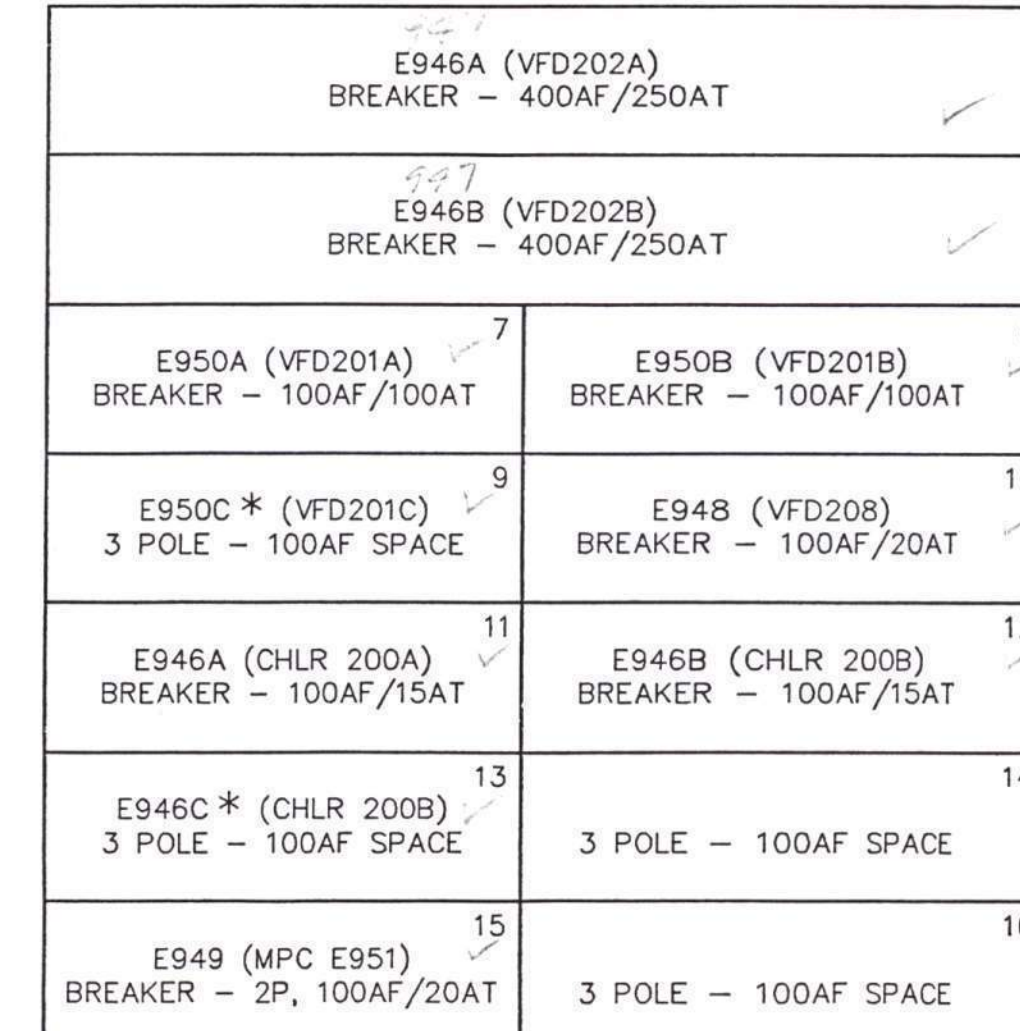 947
E946A (VFD202A)
BREAKER – 400AF/250AT
947
E946B (VFD202B)
BREAKER – 400AF/250AT
7
E950A (VFD201A)
BREAKER – 100AF/100AT
E950B (VFD201B)
BREAKER – 100AF/100AT
9
E950C * (VFD201C)
3 POLE – 100AF SPACE
E948 (VFD208)
BREAKER – 100AF/20AT
11
E946A (CHLR 200A)
BREAKER – 100AF/15AT
E946B (CHLR 200B)
BREAKER – 100AF/15AT
13
E946C * (CHLR 200B)
3 POLE – 100AF SPACE
14
3 POLE – 100AF SPACE
15
E949 (MPC E951)
BREAKER – 2P, 100AF/20AT
3 POLE – 100AF SPACE